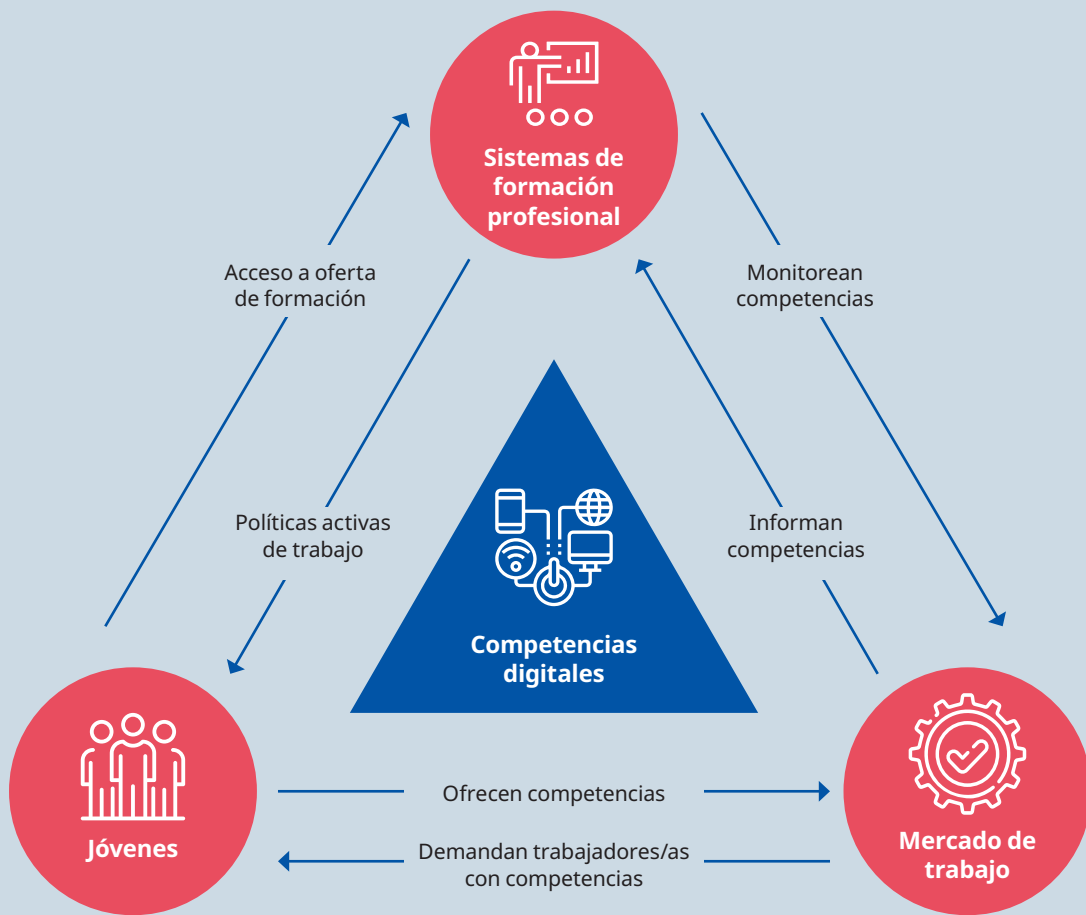 Sistemas de
formación
profesional
Acceso a oferta
de formación
Monitorean
competencias
Políticas activas
de trabajo
Informan
competencias
Competencias
digitales
Jóvenes
Ofrecen competencias
Demandan trabajadores/as
con competencias
Mercado de
trabajo